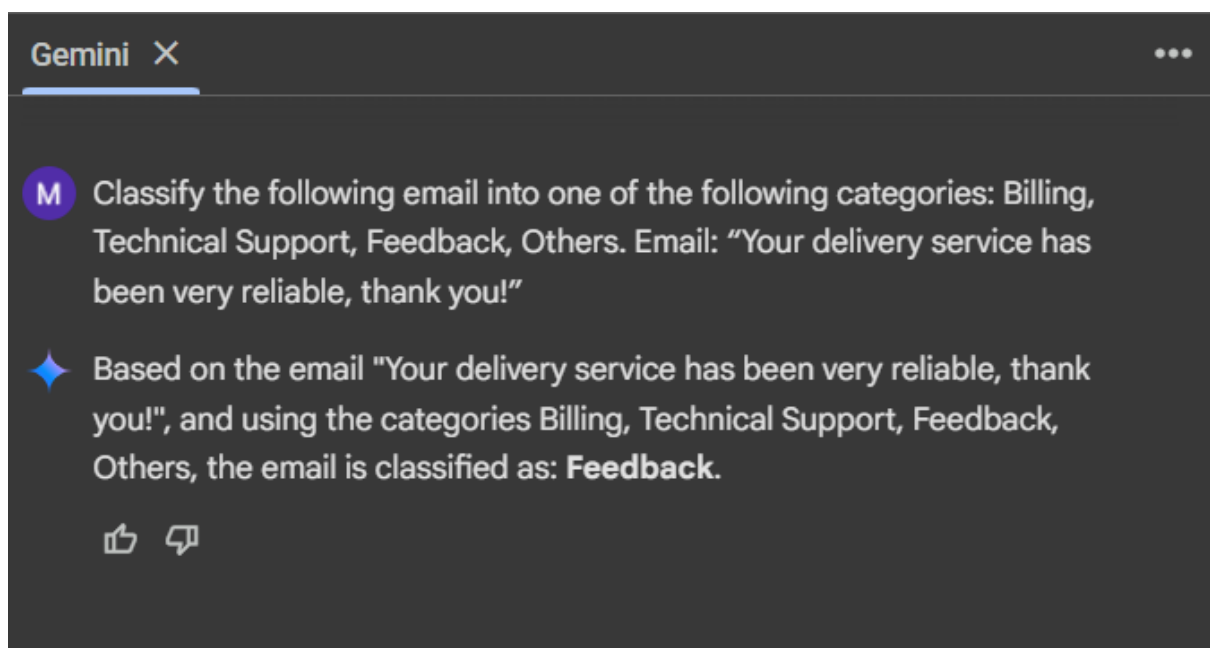 Gemini
M
Classify the following email into one of the following categories: Billing,
Technical Support, Feedback, Others. Email: “Your delivery service has
been very reliable, thank you!”
Based on the email "Your delivery service has been very reliable, thank
you!", and using the categories Billing, Technical Support, Feedback,
Others, the email is classified as: Feedback.